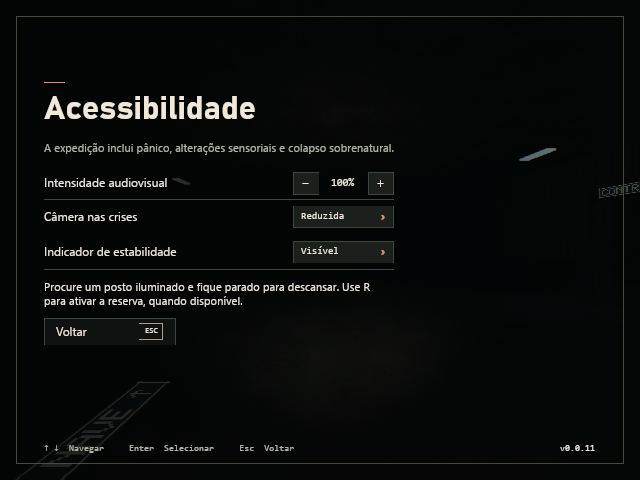 Acessibilidade
A expedição inclui pânico, alterações sensoriais e colapso sobrenatural.
Intensidade audiovisual − 100% +
Câmera nas crises Reduzida ›
Indicador de estabilidade Visível ›
Procure um posto iluminado e fique parado para descansar. Use R
para ativar a reserva, quando disponível.
Voltar ESC
↑ ↓ Navegar Enter Selecionar Esc Voltar v0.0.11